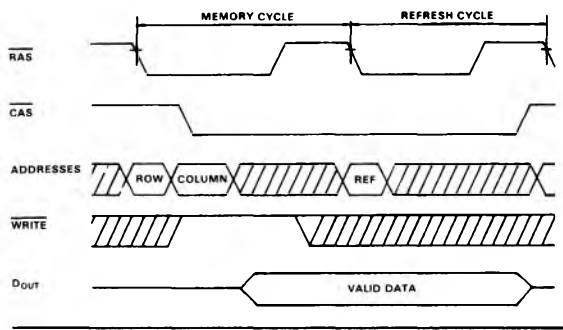 MEMORY CYCLE REFRESH CYCLE
RAS
CAS
ADDRESSES ROW COLUMN REF
WRITE
DOUT VALID DATA